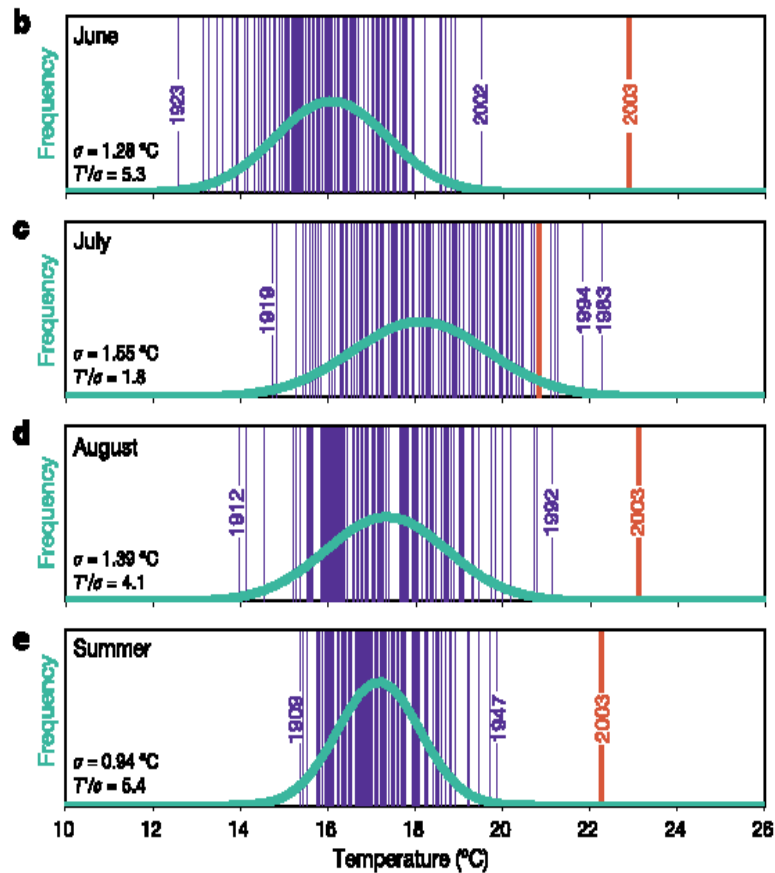 b
June
Frequency
σ = 1.28 °C
T'/σ = 5.3
1923
2002
2003
c
July
Frequency
σ = 1.55 °C
T'/σ = 1.8
1919
1994
1983
d
August
Frequency
σ = 1.39 °C
T'/σ = 4.1
1912
1992
2003
e
Summer
Frequency
σ = 0.94 °C
T'/σ = 5.4
1909
1947
2003
10 12 14 16 18 20 22 24 26
Temperature (°C)